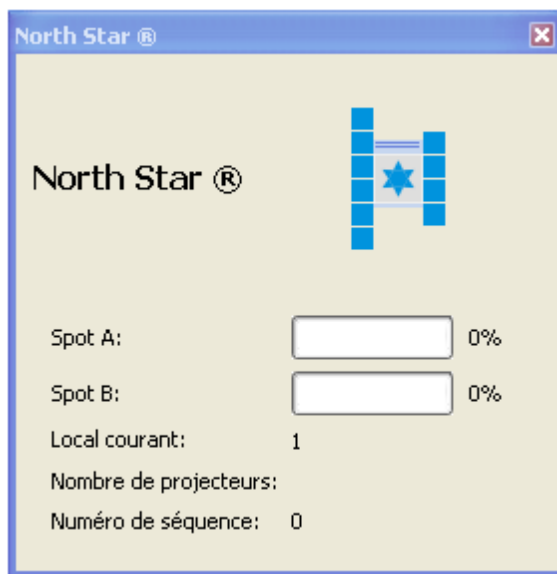 North Star ®
North Star ®
Spot A: 0%
Spot B: 0%
Local courant: 1
Nombre de projecteurs:
Numéro de séquence: 0